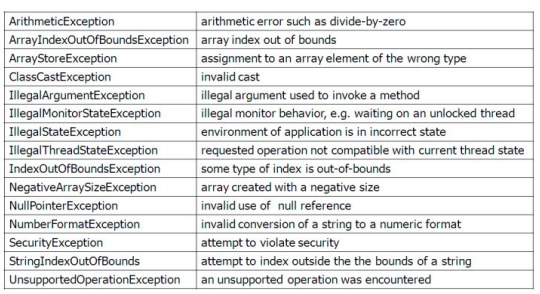 ArithmeticException arithmetic error such as divide-by-zero
ArrayIndexOutOfBoundsException array index out of bounds
ArrayStoreException assignment to an array element of the wrong type
ClassCastException invalid cast
IllegalArgumentException illegal argument used to invoke a method
IllegalMonitorStateException illegal monitor behavior, e.g. waiting on an unlocked thread
IllegalStateException environment of application is in incorrect state
IllegalThreadStateException requested operation not compatible with current thread state
IndexOutOfBoundsException some type of index is out-of-bounds
NegativeArraySizeException array created with a negative size
NullPointerException invalid use of null reference
NumberFormatException invalid conversion of a string to a numeric format
SecurityException attempt to violate security
StringIndexOutOfBounds attempt to index outside the the bounds of a string
UnsupportedOperationException an unsupported operation was encountered